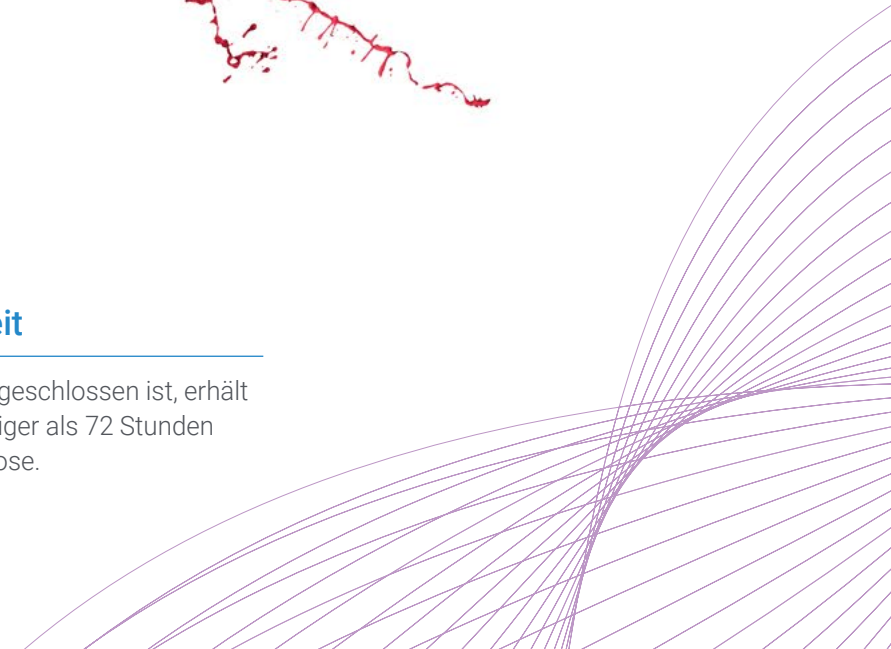 eit
geschlossen ist, erhält
iger als 72 Stunden
ose.